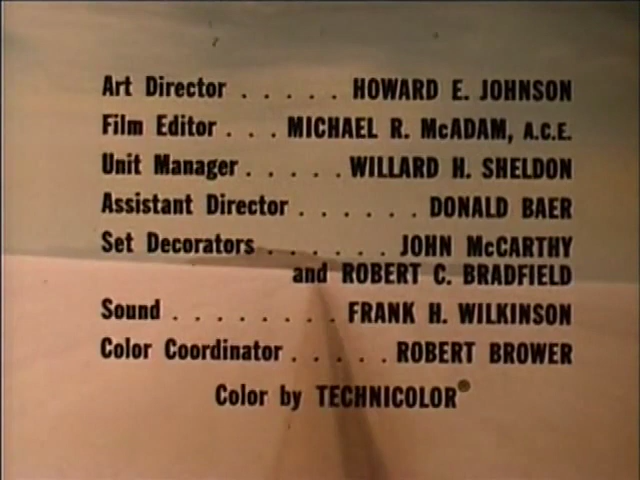 Art Director . . . . . HOWARD E. JOHNSON
Film Editor . . . MICHAEL R. McADAM, A.C.E.
Unit Manager . . . . . WILLARD H. SHELDON
Assistant Director . . . . . . DONALD BAER
Set Decorators . . . . . . JOHN McCARTHY
and ROBERT C. BRADFIELD
Sound . . . . . . . . FRANK H. WILKINSON
Color Coordinator . . . . . ROBERT BROWER
Color by TECHNICOLOR®